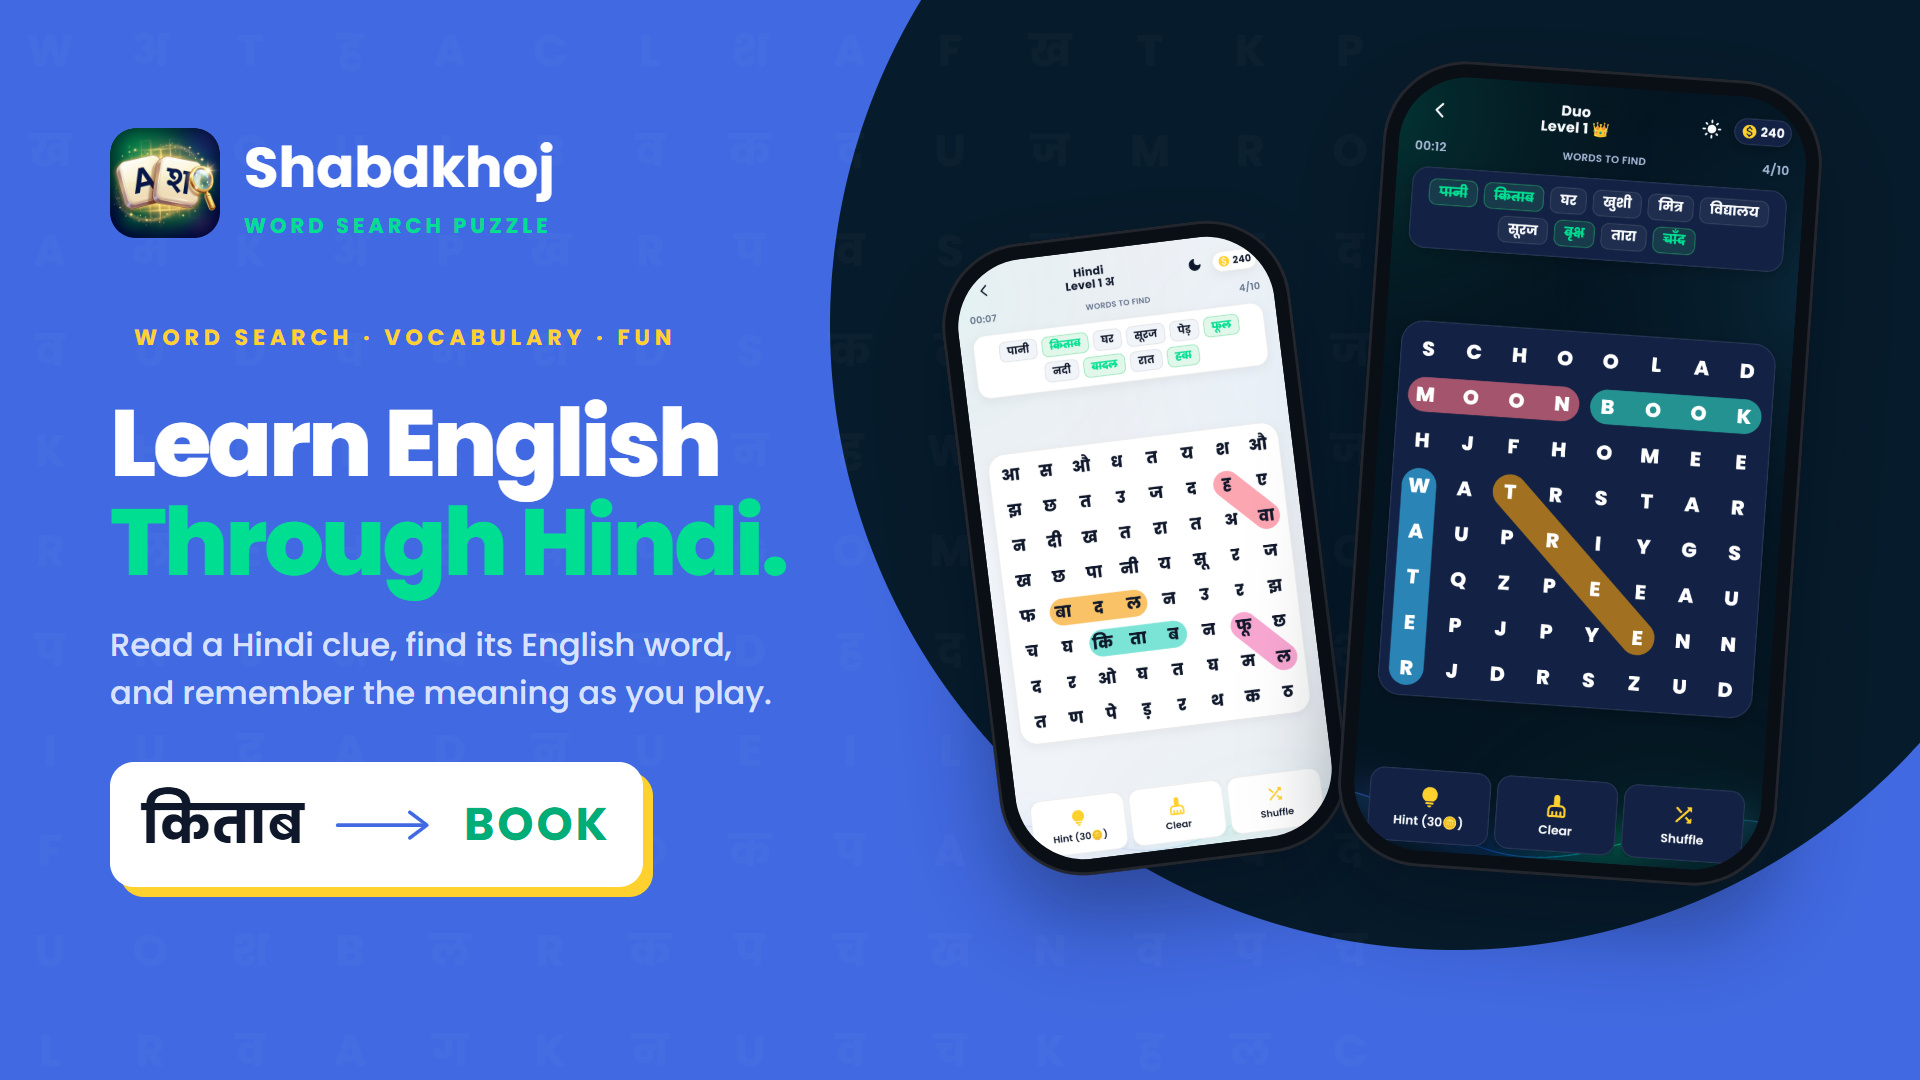 Shabdkhoj
WORD SEARCH PUZZLE
WORD SEARCH · VOCABULARY · FUN
Learn English
Through Hindi.
Read a Hindi clue, find its English word,
and remember the meaning as you play.
किताब → BOOK
Hindi
Level 1 अ
240
00:07
WORDS TO FIND
4/10
पानी किताब घर सूरज पेड़ फूल
नदी बादल रात हवा
आ स औ ध त य श औ
झ छ त उ ज द ह ए
न दी ख त रा त अ वा
ख छ पा नी य सू र ज
फ बा द ल न उ र झ
च घ कि ता ब न फू छ
द र ओ घ त घ म ल
त ण पे ड़ र थ क ठ
Hint (30)
Clear
Shuffle
Duo
Level 1
240
00:12
WORDS TO FIND
4/10
पानी किताब घर खुशी मित्र विद्यालय
सूरज वृक्ष तारा चाँद
S C H O O L A D
M O O N B O O K
H J F H O M E E
W A T R S T A R
A U P R I Y G S
T Q Z P E E A U
E P J P Y E N N
R J D R S Z U D
Hint (30)
Clear
Shuffle